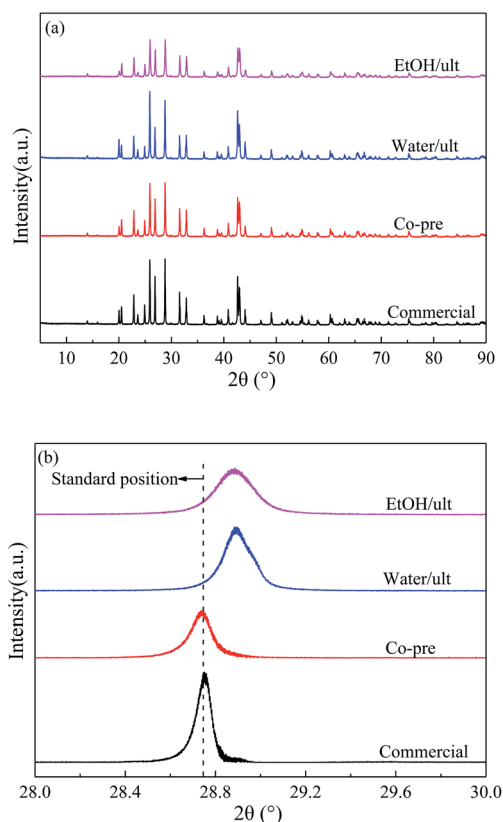 (a)
EtOH/ult
Water/ult
Co-pre
Commercial
Intensity(a.u.)
10 20 30 40 50 60 70 80 90
2θ (°)
(b)
Standard position
EtOH/ult
Water/ult
Co-pre
Commercial
Intensity(a.u.)
28.0 28.4 28.8 29.2 29.6 30.0
2θ (°)